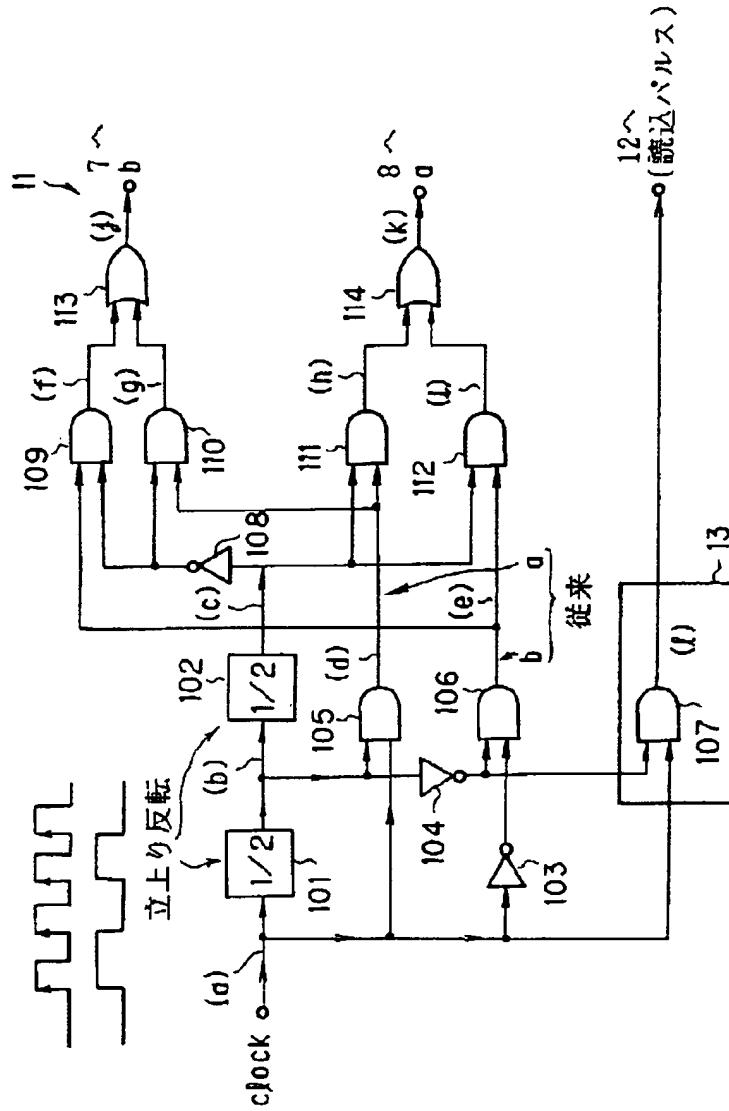 11
7へ
b
(j)
113
(f)
(g)
109
110
8へ
a
(k)
114
(h)
(i)
111
112
108
(c)
102
1/2
(d)
(e)
a
b
従来
105
106
立上り反転
(b)
1/2
101
104
103
(a)
clock
12へ
(読込パルス)
13
(l)
107